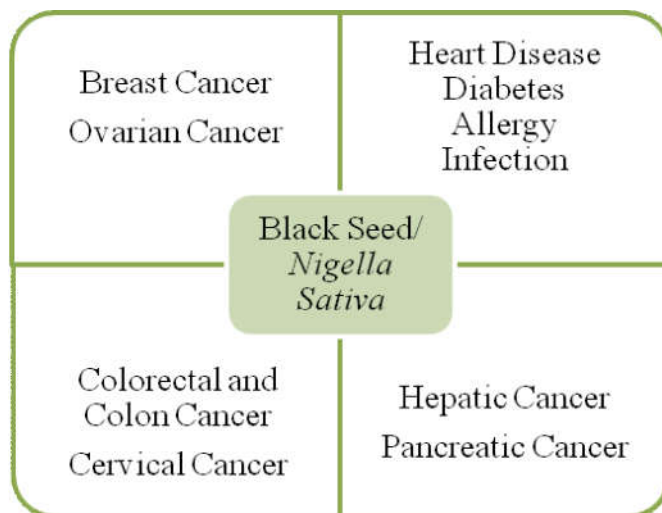 Breast Cancer
Ovarian Cancer
Heart Disease
Diabetes
Allergy
Infection
Black Seed/
Nigella
Sativa
Colorectal and
Colon Cancer
Cervical Cancer
Hepatic Cancer
Pancreatic Cancer